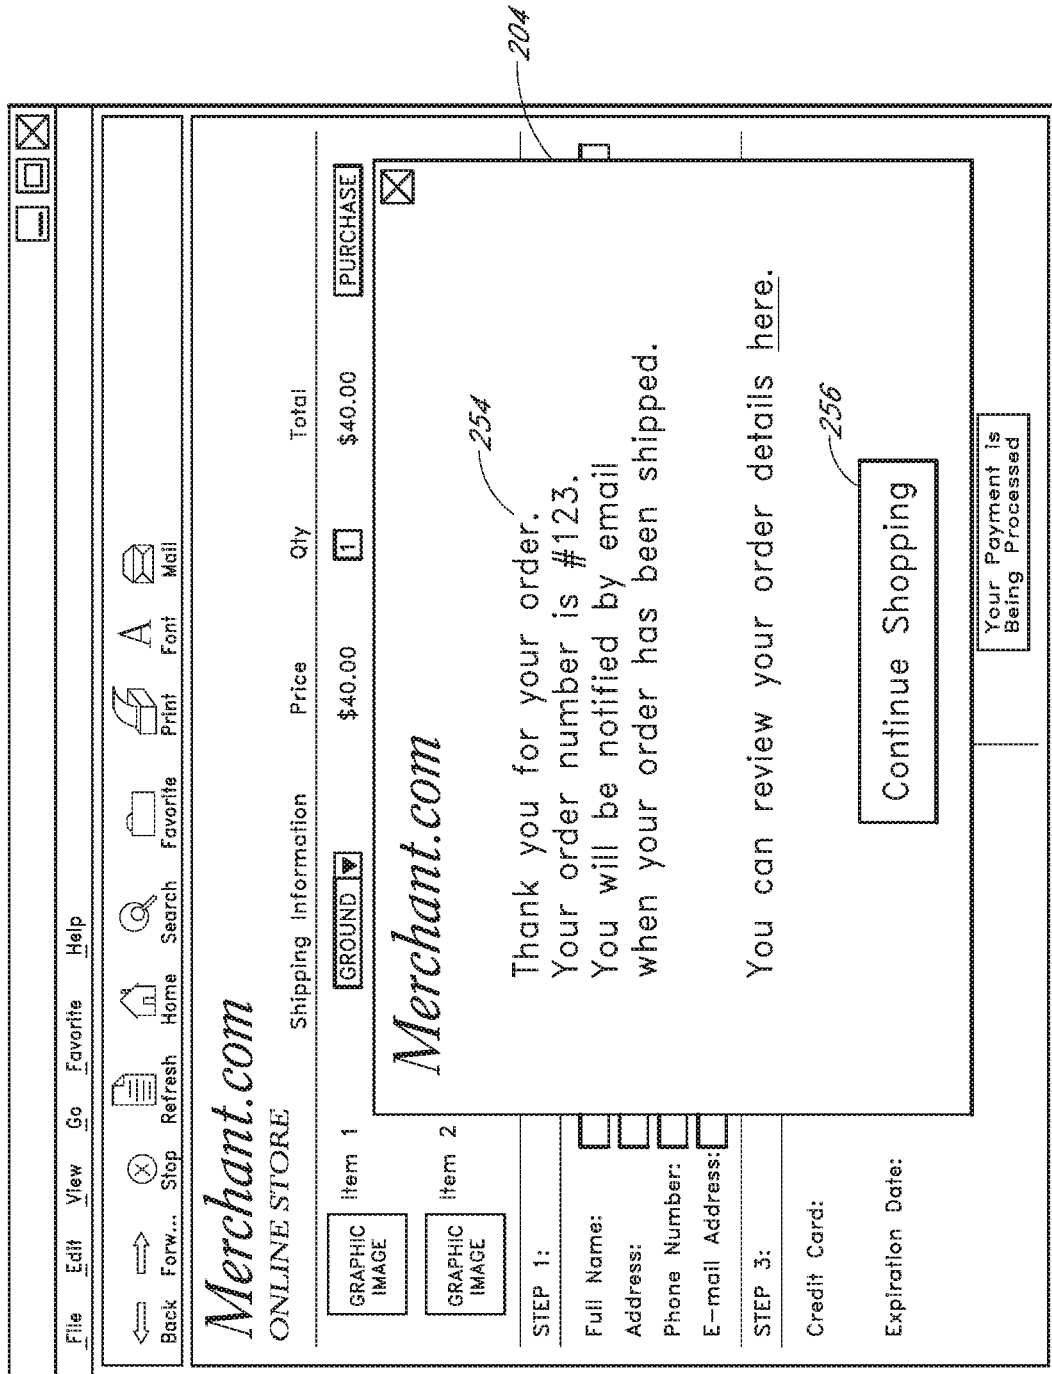 File Edit View Go Favorite Help
Back Forw... Stop Refresh Home Search Favorite Print Font Mail
Merchant.com
ONLINE STORE
Shipping Information Price Qty Total
GRAPHIC
IMAGE
item 1 GROUND $40.00 1 $40.00 PURCHASE
GRAPHIC
IMAGE
item 2
STEP 1:
Full Name:
Address:
Phone Number:
E-mail Address:
STEP 3:
Credit Card:
Expiration Date:
Merchant.com
Thank you for your order.
Your order number is #123.
You will be notified by email
when your order has been shipped.
You can review your order details here.
Continue Shopping
Your Payment is
Being Processed
204
254
256